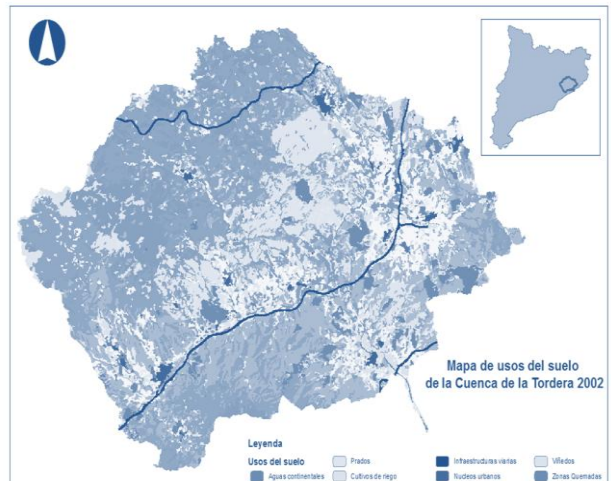 Mapa de usos del suelo
de la Cuenca de la Tordera 2002
Leyenda
Usos del suelo
Prados
Infraestructuras viarias
Viñedos
Aguas continentales
Cultivos de riego
Nucleos urbanos
Zonas Quemadas